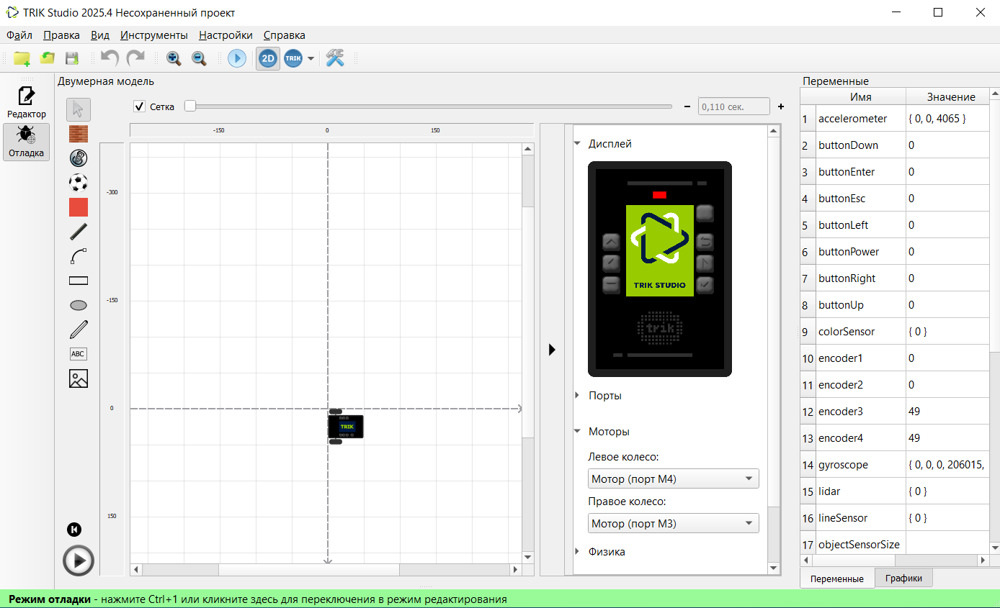 TRIK Studio 2025.4 Несохраненный проект
Файл Правка Вид Инструменты Настройки Справка
2D TRIK
Редактор
Отладка
Двумерная модель
Сетка
0,110 сек.
-150 0 150
-300
-150
0
150
ABC
TRIK
Дисплей
TRIK STUDIO
trik
Порты
Моторы
Левое колесо:
Мотор (порт M4)
Правое колесо:
Мотор (порт M3)
Физика
Переменные
Имя Значение
1 accelerometer { 0, 0, 4065 }
2 buttonDown 0
3 buttonEnter 0
4 buttonEsc 0
5 buttonLeft 0
6 buttonPower 0
7 buttonRight 0
8 buttonUp 0
9 colorSensor { 0 }
10 encoder1 0
11 encoder2 0
12 encoder3 49
13 encoder4 49
14 gyroscope { 0, 0, 0, 206015,
15 lidar { 0 }
16 lineSensor { 0 }
17 objectSensorSize
Переменные Графики
Режим отладки - нажмите Ctrl+1 или кликните здесь для переключения в режим редактирования